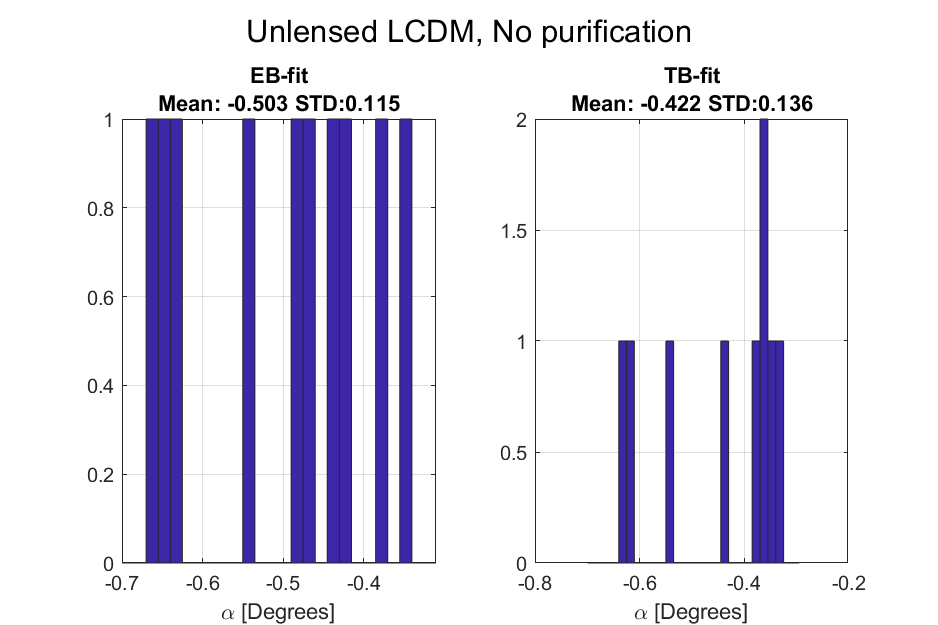 Unlensed LCDM, No purification
EB-fit
Mean: -0.503 STD:0.115
1
0.8
0.6
0.4
0.2
0
-0.7 -0.6 -0.5 -0.4
α [Degrees]
TB-fit
Mean: -0.422 STD:0.136
2
1.5
1
0.5
0
-0.8 -0.6 -0.4 -0.2
α [Degrees]